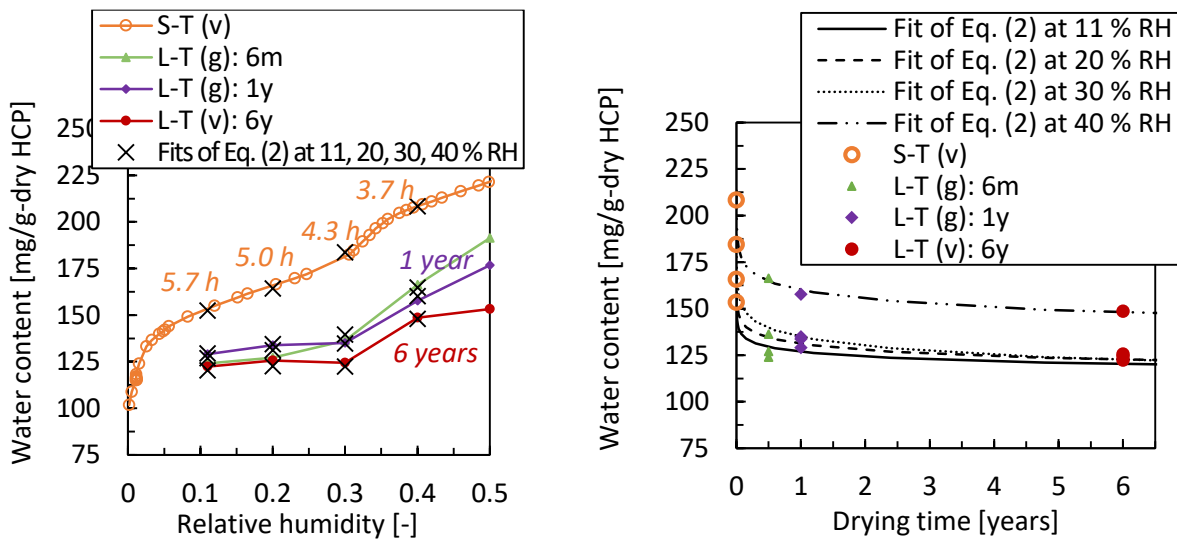 S-T (v)
L-T (g): 6m
L-T (g): 1y
L-T (v): 6y
Fits of Eq. (2) at 11, 20, 30, 40 % RH
Water content [mg/g-dry HCP]
250
225
200
175
150
125
100
75
3.7 h
4.3 h
5.0 h
5.7 h
1 year
6 years
0
0.1
0.2
0.3
0.4
0.5
Relative humidity [-]
Fit of Eq. (2) at 11 % RH
Fit of Eq. (2) at 20 % RH
Fit of Eq. (2) at 30 % RH
Fit of Eq. (2) at 40 % RH
S-T (v)
L-T (g): 6m
L-T (g): 1y
L-T (v): 6y
Water content [mg/g-dry HCP]
250
225
200
175
150
125
100
75
0
1
2
3
4
5
6
Drying time [years]